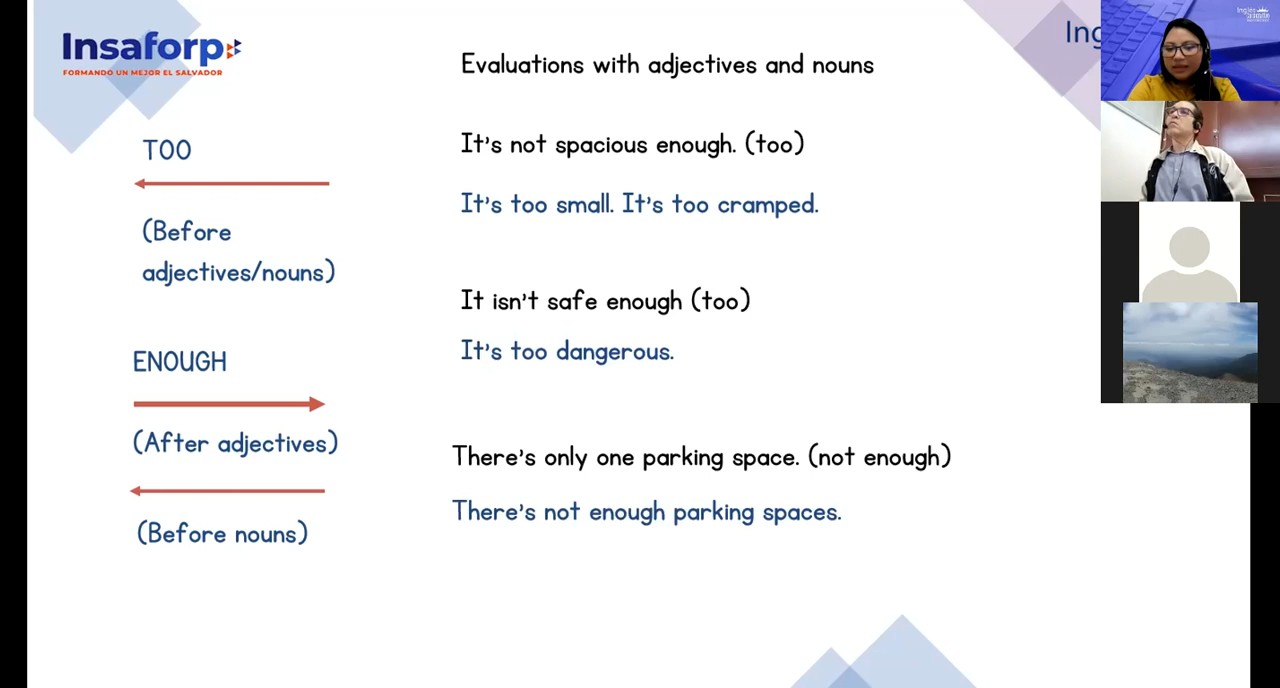 Insaforp
FORMANDO UN MEJOR EL SALVADOR
Evaluations with adjectives and nouns
TOO
(Before
adjectives/nouns)
ENOUGH
(After adjectives)
(Before nouns)
It's not spacious enough. (too)
It's too small. It's too cramped.
It isn't safe enough (too)
It's too dangerous.
There's only one parking space. (not enough)
There's not enough parking spaces.